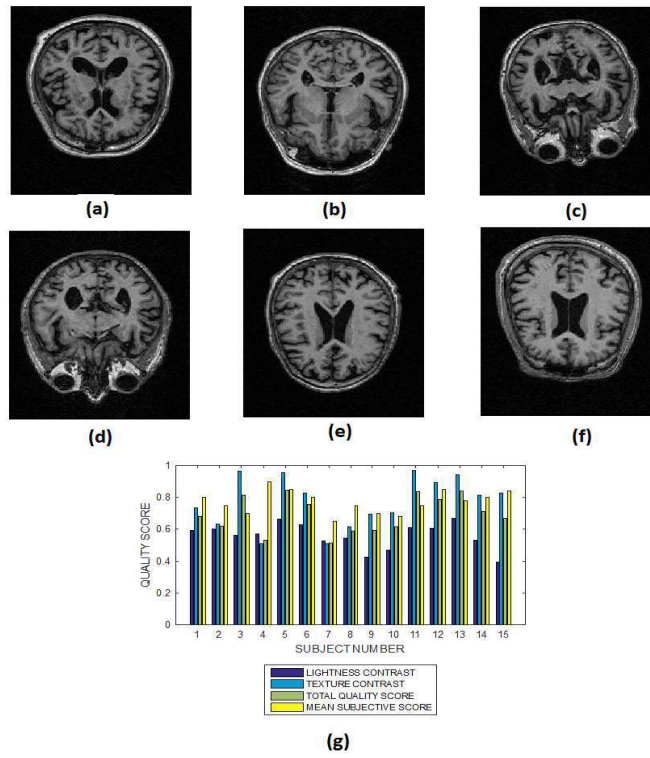 (a)
(b)
(c)
(d)
(e)
(f)
1
0.8
0.6
0.4
0.2
0
QUALITY SCORE
1 2 3 4 5 6 7 8 9 10 11 12 13 14 15
SUBJECT NUMBER
LIGHTNESS CONTRAST
TEXTURE CONTRAST
TOTAL QUALITY SCORE
MEAN SUBJECTIVE SCORE
(g)